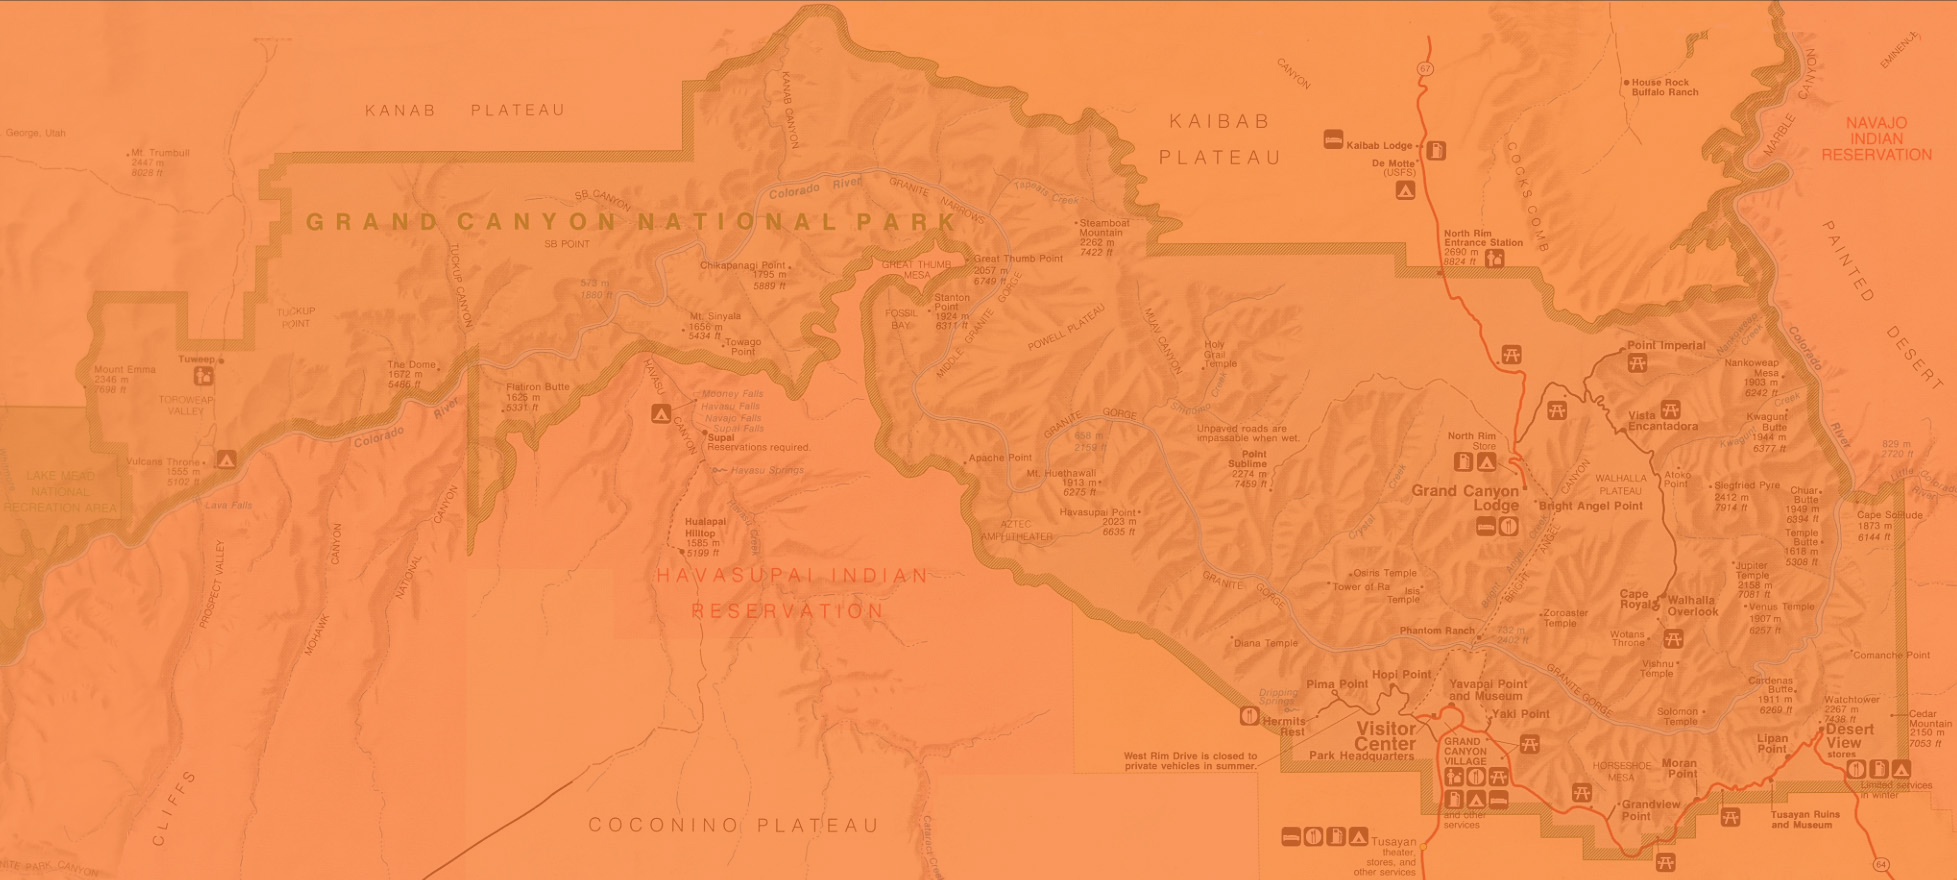 KANAB PLATEAU
KAIBAB
PLATEAU
CANYON
67
House Rock
Buffalo Ranch
EMINENCE
MARBLE CANYON
NAVAJO
INDIAN
RESERVATION
PAINTED DESERT
George, Utah
Mt. Trumbull
2447 m
8028 ft
KANAB CANYON
Kaibab Lodge
De Motte
(USFS)
COCKS COMB
North Rim
Entrance Station
2690 m
8824 ft
GRAND CANYON NATIONAL PARK
SB CANYON
SB POINT
Colorado River
GRANITE NARROWS
Tapeats Creek
Steamboat
Mountain
2262 m
7422 ft
TUCKUP CANYON
TUCKUP
POINT
573 m
1880 ft
Chikapanagi Point
1795 m
5889 ft
GREAT THUMB
MESA
Great Thumb Point
2057 m
6749 ft
Stanton
Point
1924 m
6311 ft
FOSSIL
BAY
MIDDLE GRANITE GORGE
POWELL PLATEAU
MUAV CANYON
Holy
Grail
Temple
Shinumo Creek
Mt. Sinyala
1656 m
5434 ft
Towago
Point
Tuweep
Mount Emma
2346 m
7698 ft
TOROWEAP
VALLEY
The Dome
1672 m
5486 ft
Flatiron Butte
1625 m
5331 ft
Colorado River
Vulcans Throne
1555 m
5102 ft
Lava Falls
LAKE MEAD
NATIONAL
RECREATION AREA
HAVASU CANYON
Mooney Falls
Havasu Falls
Navajo Falls
Supai Falls
Supai
Reservations required.
Havasu Springs
Hualapai
Hilltop
1585 m
5199 ft
HAVASUPAI INDIAN
RESERVATION
PROSPECT VALLEY
MOHAWK CANYON
NATIONAL CANYON
CLIFFS
COCONINO PLATEAU
Cataract Creek
Apache Point
GRANITE GORGE
658 m
2159 ft
Mt. Huethawali
1913 m
6275 ft
Havasupai Point
2023 m
6635 ft
AZTEC
AMPHITHEATER
Unpaved roads are
impassable when wet.
Point
Sublime
2274 m
7459 ft
Crystal Creek
North Rim
Store
Grand Canyon
Lodge
Bright Angel Point
BRIGHT ANGEL CANYON
Bright Angel Creek
Point Imperial
Nankoweap Creek
Nankoweap
Mesa
1903 m
6242 ft
Vista
Encantadora
Kwagunt Creek
Kwagunt
Butte
1944 m
6377 ft
Colorado River
829 m
2720 ft
WALHALLA
PLATEAU
Atoko
Point
Siegfried Pyre
2412 m
7914 ft
Chuar
Butte
1949 m
6394 ft
Temple
Butte
1618 m
5308 ft
Cape Solitude
1873 m
6144 ft
Jupiter
Temple
2158 m
7081 ft
Venus Temple
1907 m
6257 ft
Cape
Royal
Walhalla
Overlook
Wotans
Throne
Vishnu
Temple
Zoroaster
Temple
Osiris Temple
Tower of Ra
Isis
Temple
GRANITE GORGE
Diana Temple
Phantom Ranch
732 m
2402 ft
GRANITE GORGE
Comanche Point
Cardenas
Butte
1911 m
6269 ft
Solomon
Temple
Watchtower
2267 m
7438 ft
Desert
View
stores
Cedar
Mountain
2150 m
7053 ft
Limited services
in winter
Lipan
Point
Moran
Point
HORSESHOE
MESA
Grandview
Point
Tusayan Ruins
and Museum
64
Dripping
Springs
Hermits
Rest
Pima Point
Hopi Point
Yavapai Point
and Museum
Yaki Point
Visitor
Center
Park Headquarters
West Rim Drive is closed to
private vehicles in summer.
GRAND
CANYON
VILLAGE
and other
services
Tusayan
theater,
stores, and
other services